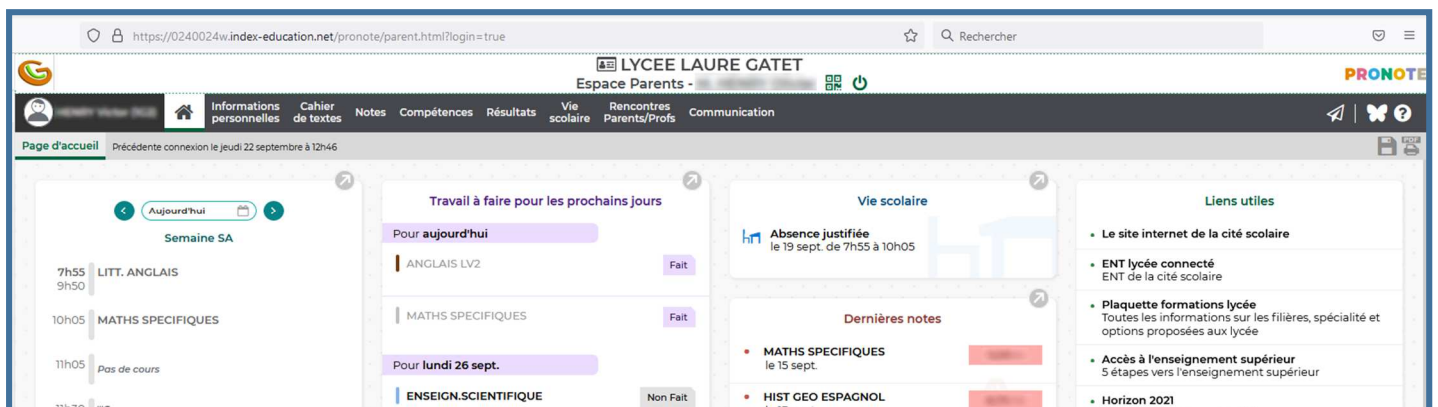 https://0240024w.index-education.net/pronote/parent.html?login=true
Rechercher
LYCEE LAURE GATET
Espace Parents -
PRONOTE
Informations personnelles
Cahier de textes
Notes
Compétences
Résultats
Vie scolaire
Rencontres Parents/Profs
Communication
Page d'accueil
Précédente connexion le jeudi 22 septembre à 12h46
PDF
Aujourd'hui
Semaine SA
7h55 LITT. ANGLAIS
9h50
10h05 MATHS SPECIFIQUES
11h05 Pas de cours
Travail à faire pour les prochains jours
Pour aujourd'hui
ANGLAIS LV2 Fait
MATHS SPECIFIQUES Fait
Pour lundi 26 sept.
ENSEIGN.SCIENTIFIQUE Non Fait
Vie scolaire
Absence justifiée
le 19 sept. de 7h55 à 10h05
Dernières notes
MATHS SPECIFIQUES
le 15 sept.
HIST GEO ESPAGNOL
Liens utiles
Le site internet de la cité scolaire
ENT lycée connecté
ENT de la cité scolaire
Plaquette formations lycée
Toutes les informations sur les filières, spécialité et
options proposées aux lycée
Accès à l'enseignement supérieur
5 étapes vers l'enseignement supérieur
Horizon 2021